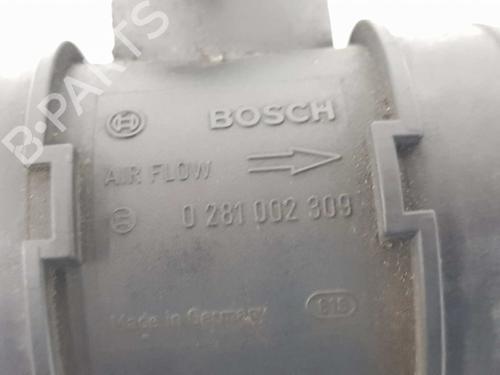 BOSCH
AIR FLOW
0 281 002 309
Made in Germany
B-PARTS